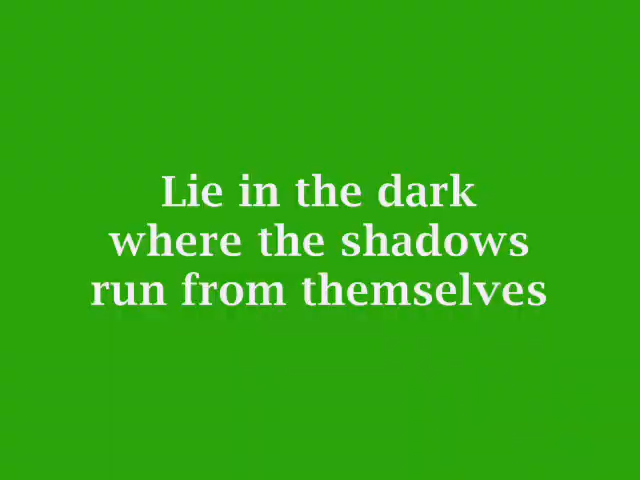 Lie in the dark
where the shadows
run from themselves